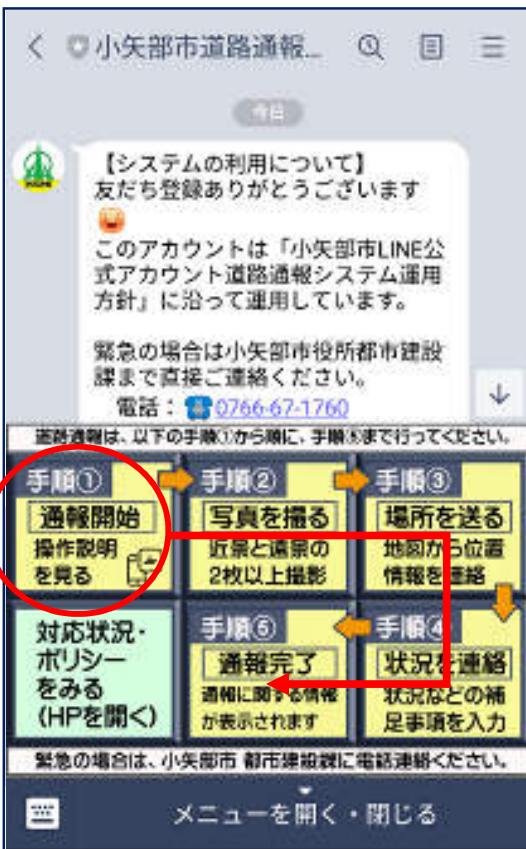 小矢部市道路通報...
今日
【システムの利用について】
友だち登録ありがとうございます
このアカウントは「小矢部市LINE公
式アカウント道路通報システム運用
方針」に沿って運用しています。
緊急の場合は小矢部市役所都市建設
課まで直接ご連絡ください。
電話：0766-67-1760
道路通報は、以下の手順①から順に、手順⑤まで行ってください。
手順①
通報開始
操作説明
を見る
手順②
写真を撮る
近景と遠景の
2枚以上撮影
手順③
場所を送る
地図から位置
情報を連絡
対応状況・
ポリシー
をみる
(HPを開く)
手順⑤
通報完了
通報に関する情報
が表示されます
手順④
状況を連絡
状況などの補
足事項を入力
緊急の場合は、小矢部市 都市建設課に電話連絡ください。
メニューを開く・閉じる